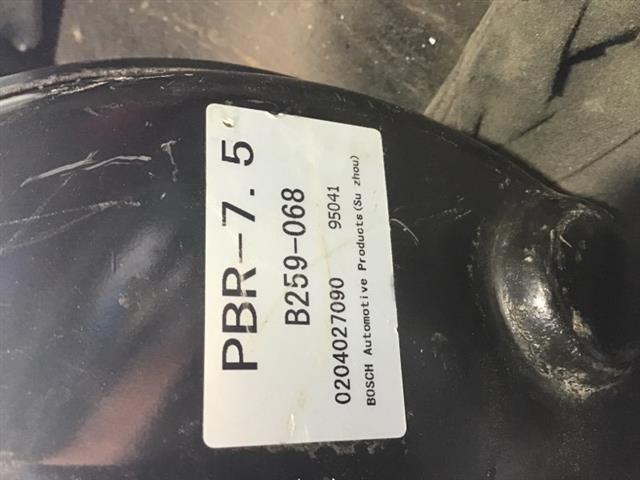 PBR-7.5
B259-068
0204027090 95041
BOSCH Automotive Products(Su zhou)